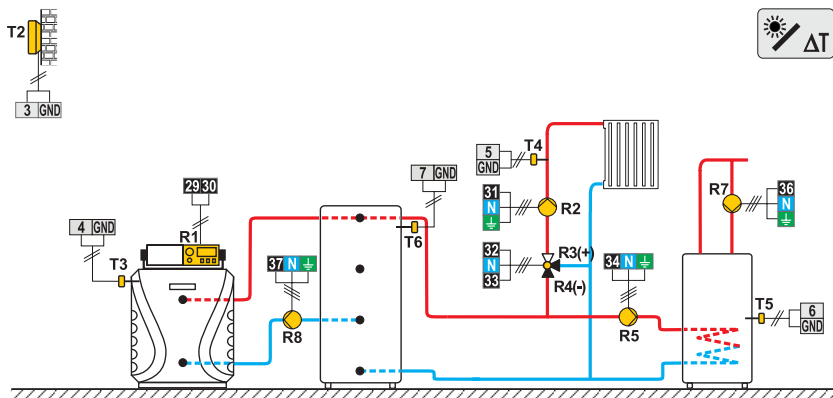 T2
ΔT
3 GND
5
GND
T4
7 GND
29 30
31
N
R2
R7
36
N
4 GND
R1
T6
T3
37 N
32
N
33
R3(+)
R4(-)
34 N
R8
R5
T5
6
GND